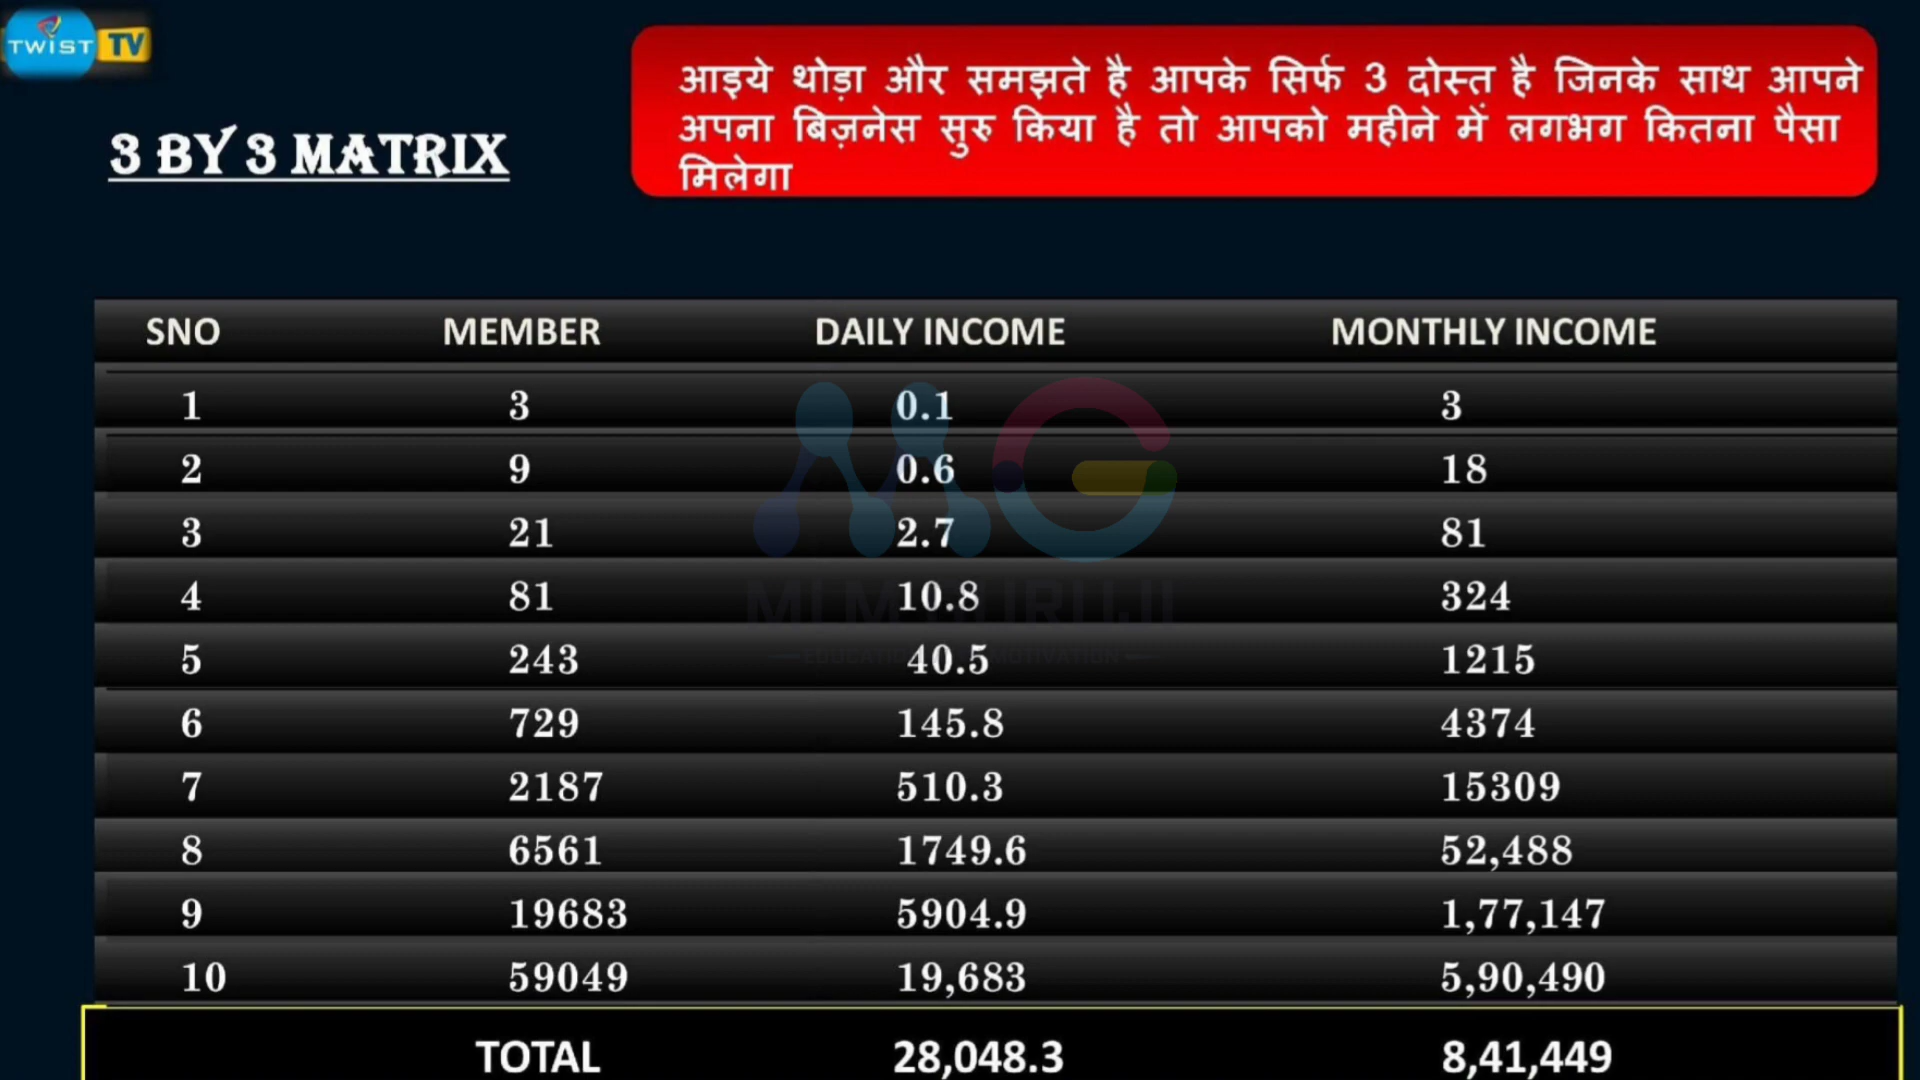 TWIST TV
3 BY 3 MATRIX
आइये थोड़ा और समझते है आपके सिर्फ 3 दोस्त है जिनके साथ आपने
अपना बिज़नेस सुरु किया है तो आपको महीने में लगभग कितना पैसा
मिलेगा
SNO MEMBER DAILY INCOME MONTHLY INCOME
1 3 0.1 3
2 9 0.6 18
3 21 2.7 81
4 81 10.8 324
5 243 40.5 1215
6 729 145.8 4374
7 2187 510.3 15309
8 6561 1749.6 52,488
9 19683 5904.9 1,77,147
10 59049 19,683 5,90,490
TOTAL 28,048.3 8,41,449